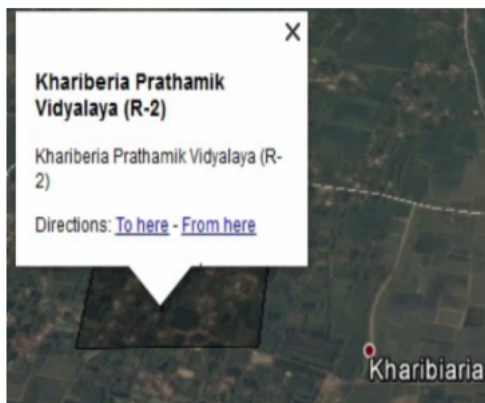 Khariberia Prathamik
Vidyalaya (R-2)
Khariberia Prathamik Vidyalaya (R-
2)
Directions: To here - From here
Kharibiaria